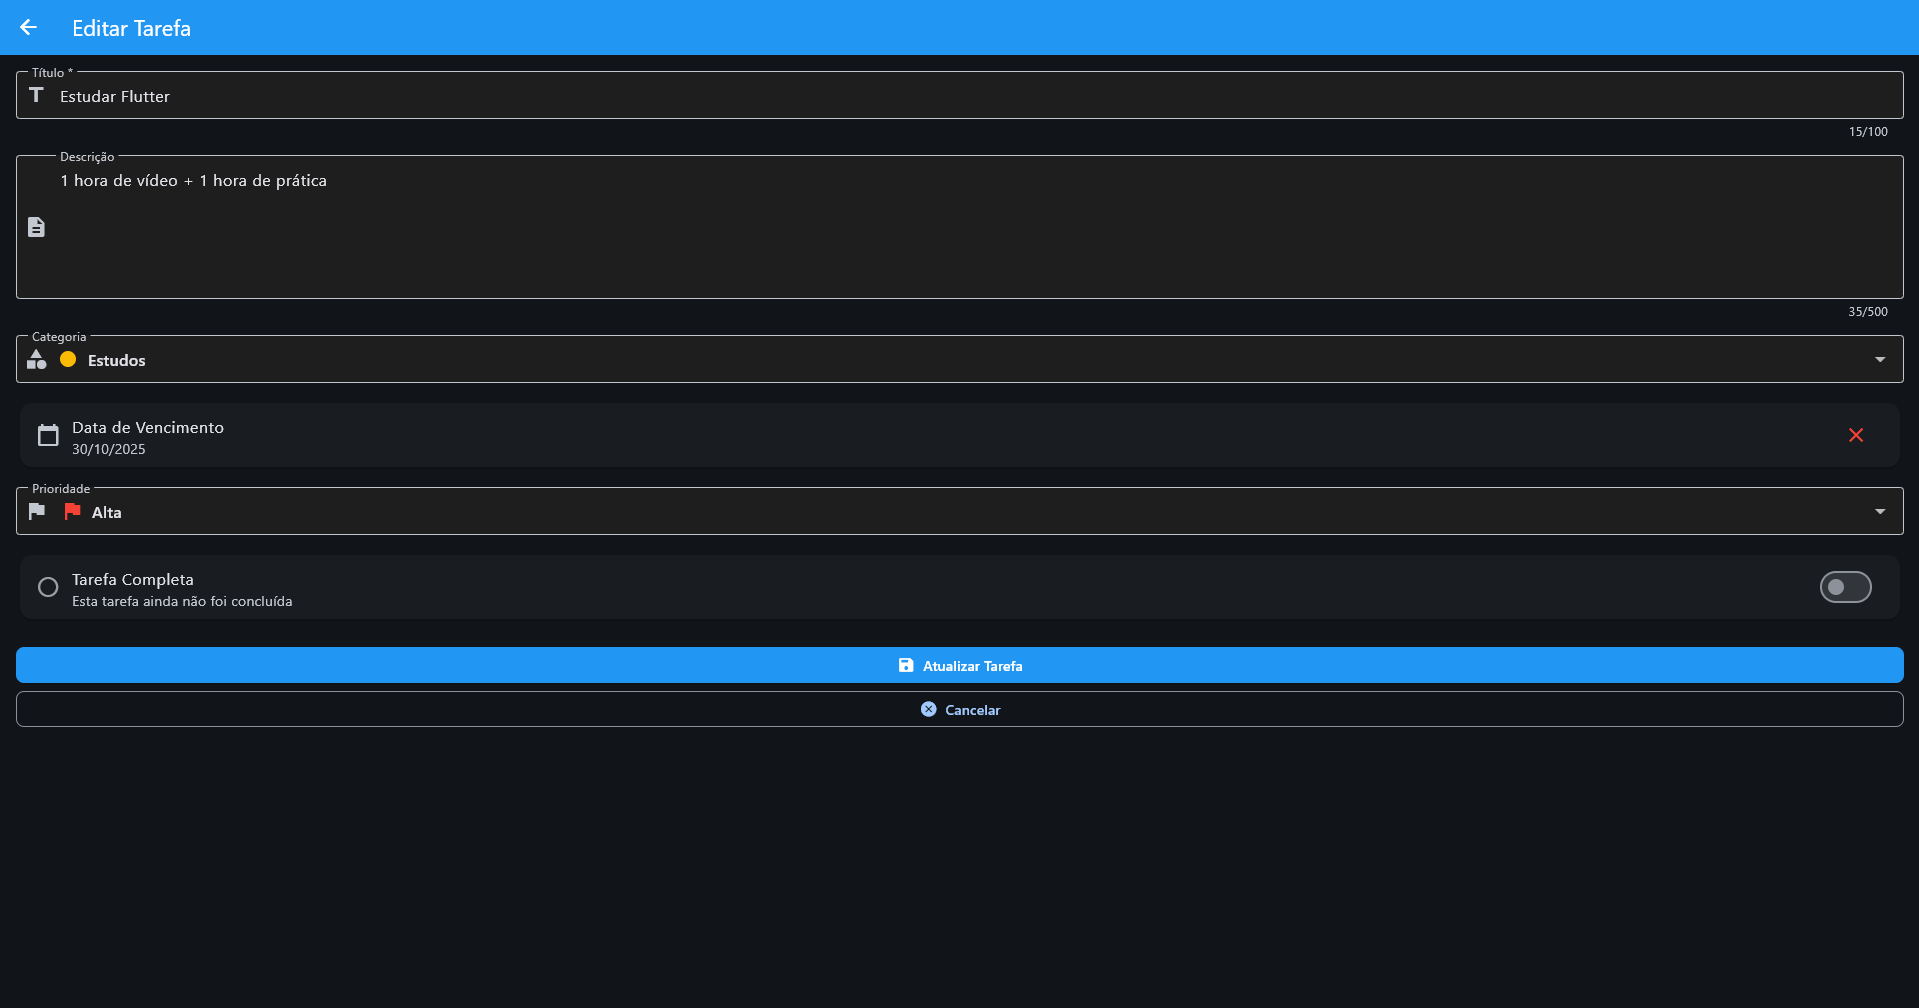 Editar Tarefa
Título *
Estudar Flutter
15/100
Descrição
1 hora de vídeo + 1 hora de prática
35/500
Categoria
Estudos
Data de Vencimento
30/10/2025
Prioridade
Alta
Tarefa Completa
Esta tarefa ainda não foi concluída
Atualizar Tarefa
Cancelar